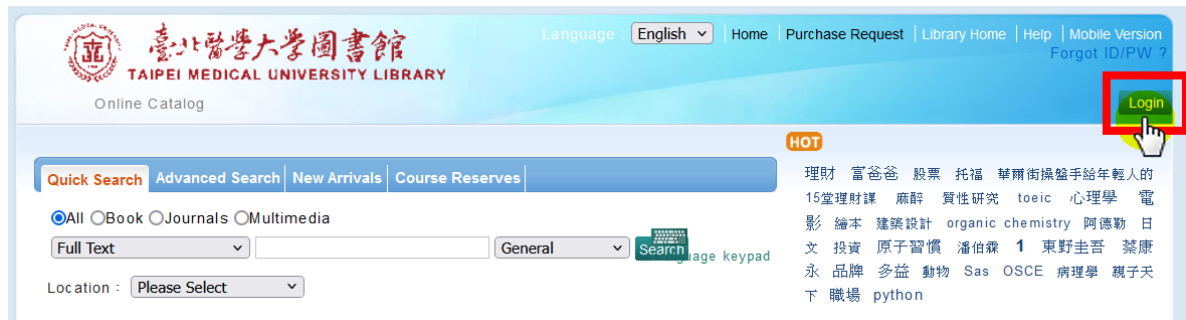 臺北醫學大學圖書館
TAIPEI MEDICAL UNIVERSITY LIBRARY
Online Catalog
Language : English Home Purchase Request Library Home Help Mobile Version
Forgot ID/PW ?
Login
HOT
Quick Search Advanced Search New Arrivals Course Reserves
All Book Journals Multimedia
Full Text General Search guage keypad
Location : Please Select
理財 富爸爸 股票 托福 華爾街操盤手給年輕人的
15堂理財課 麻醉 質性研究 toeic 心理學 電
影 繪本 建築設計 organic chemistry 阿德勒 日
文 投資 原子習慣 潘伯霖 1 東野圭吾 蔡康
永 品牌 多益 動物 Sas OSCE 病理學 親子天
下 職場 python